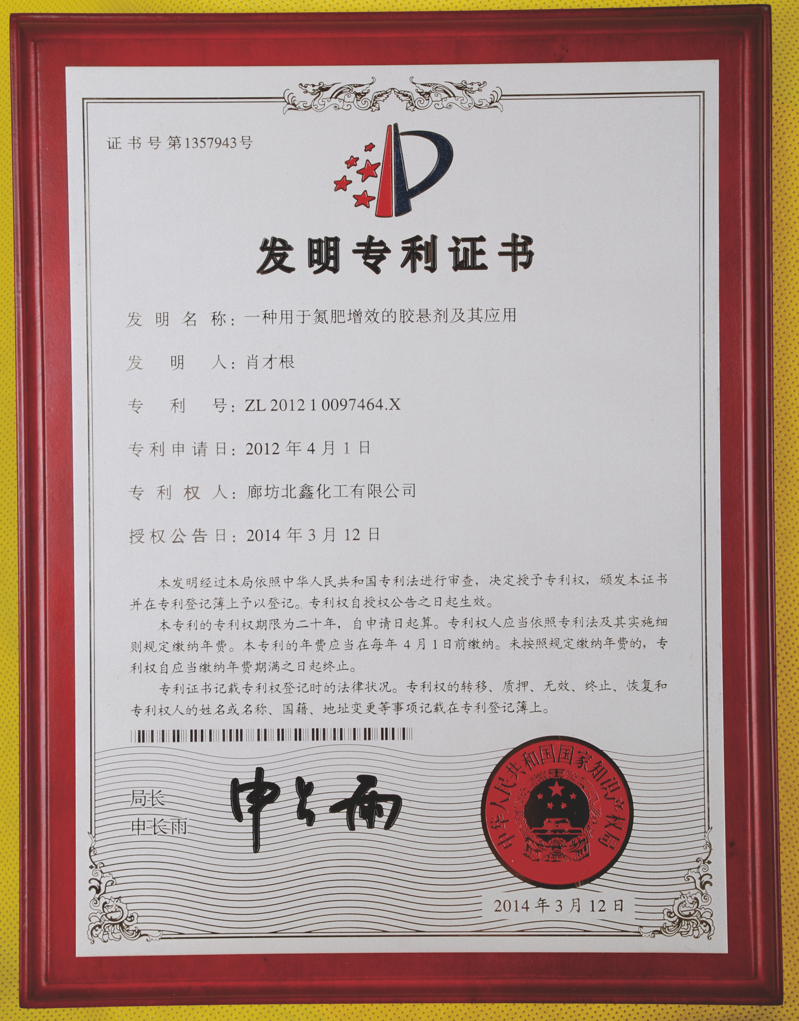 证书号第1357943号
发明专利证书
发明名称：一种用于氮肥增效的胶悬剂及其应用
发明人：肖才根
专利号：ZL 2012 1 0097464.X
专利申请日：2012年4月1日
专利权人：廊坊北鑫化工有限公司
授权公告日：2014年3月12日
本发明经过本局依照中华人民共和国专利法进行审查，决定授予专利权，颁发本证书
并在专利登记簿上予以登记。专利权自授权公告之日起生效。
本专利的专利权期限为二十年，自申请日起算。专利权人应当依照专利法及其实施细
则规定缴纳年费。本专利的年费应当在每年4月1日前缴纳。未按照规定缴纳年费的，专
利权自应当缴纳年费期满之日起终止。
专利证书记载专利权登记时的法律状况。专利权的转移、质押、无效、终止、恢复和
专利权人的姓名或名称、国籍、地址变更等事项记载在专利登记簿上。
局长
申长雨
申长雨
中华人民共和国国家知识产权局
2014年3月12日